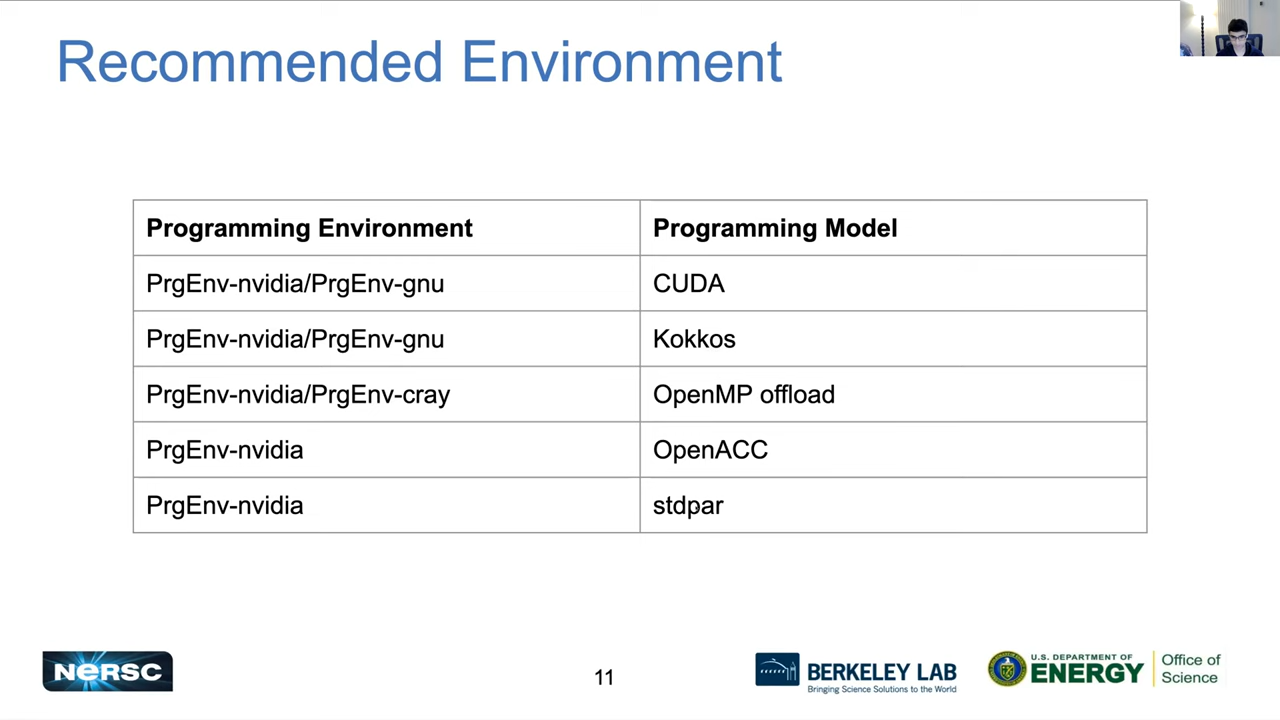 Recommended Environment
Programming Environment Programming Model
PrgEnv-nvidia/PrgEnv-gnu CUDA
PrgEnv-nvidia/PrgEnv-gnu Kokkos
PrgEnv-nvidia/PrgEnv-cray OpenMP offload
PrgEnv-nvidia OpenACC
PrgEnv-nvidia stdpar
NERSC
11
BERKELEY LAB
Bringing Science Solutions to the World
U.S. DEPARTMENT OF
ENERGY
Office of
Science